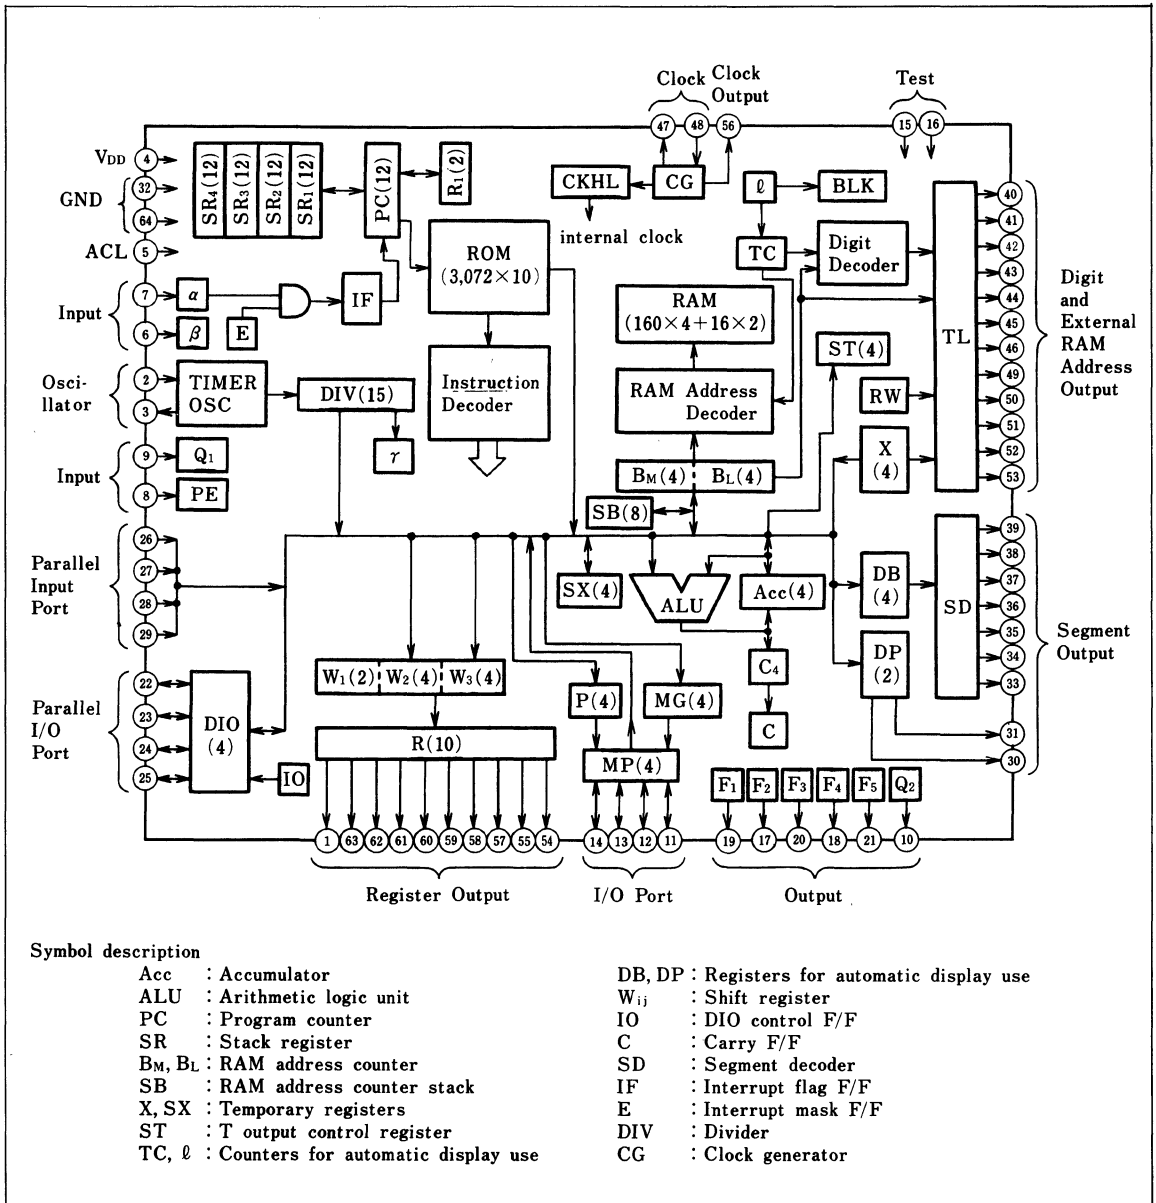 Clock Clock Output
Test
47 48 56
15 16
VDD 4
GND
32
64
ACL 5
Input
7
6
α
β
E
IF
SR4(12) SR3(12) SR2(12) SR1(12)
PC(12)
R1(2)
ROM
(3,072×10)
Instruction
Decoder
CKHL
CG
internal clock
ℓ
BLK
TC
Digit
Decoder
RAM
(160×4+16×2)
RAM Address
Decoder
ST(4)
RW
X
(4)
TL
BM(4) BL(4)
SB(8)
40
41
42
43
44
45
46
49
50
51
52
53
Digit
and
External
RAM
Address
Output
Osci-
llator
2
3
TIMER
OSC
DIV(15)
γ
Input
9
8
Q1
PE
Parallel
Input
Port
26
27
28
29
Parallel
I/O
Port
22
23
24
25
DIO
(4)
IO
SX(4)
ALU
Acc(4)
C4
C
DB
(4)
DP
(2)
SD
39
38
37
36
35
34
33
31
30
Segment
Output
W1(2) W2(4) W3(4)
R(10)
P(4)
MG(4)
MP(4)
F1 F2 F3 F4 F5 Q2
1 63 62 61 60 59 58 57 55 54
14 13 12 11
19 17 20 18 21 10
Register Output
I/O Port
Output
Symbol description
Acc : Accumulator
ALU : Arithmetic logic unit
PC : Program counter
SR : Stack register
BM, BL : RAM address counter
SB : RAM address counter stack
X, SX : Temporary registers
ST : T output control register
TC, ℓ : Counters for automatic display use
DB, DP : Registers for automatic display use
Wij : Shift register
IO : DIO control F/F
C : Carry F/F
SD : Segment decoder
IF : Interrupt flag F/F
E : Interrupt mask F/F
DIV : Divider
CG : Clock generator